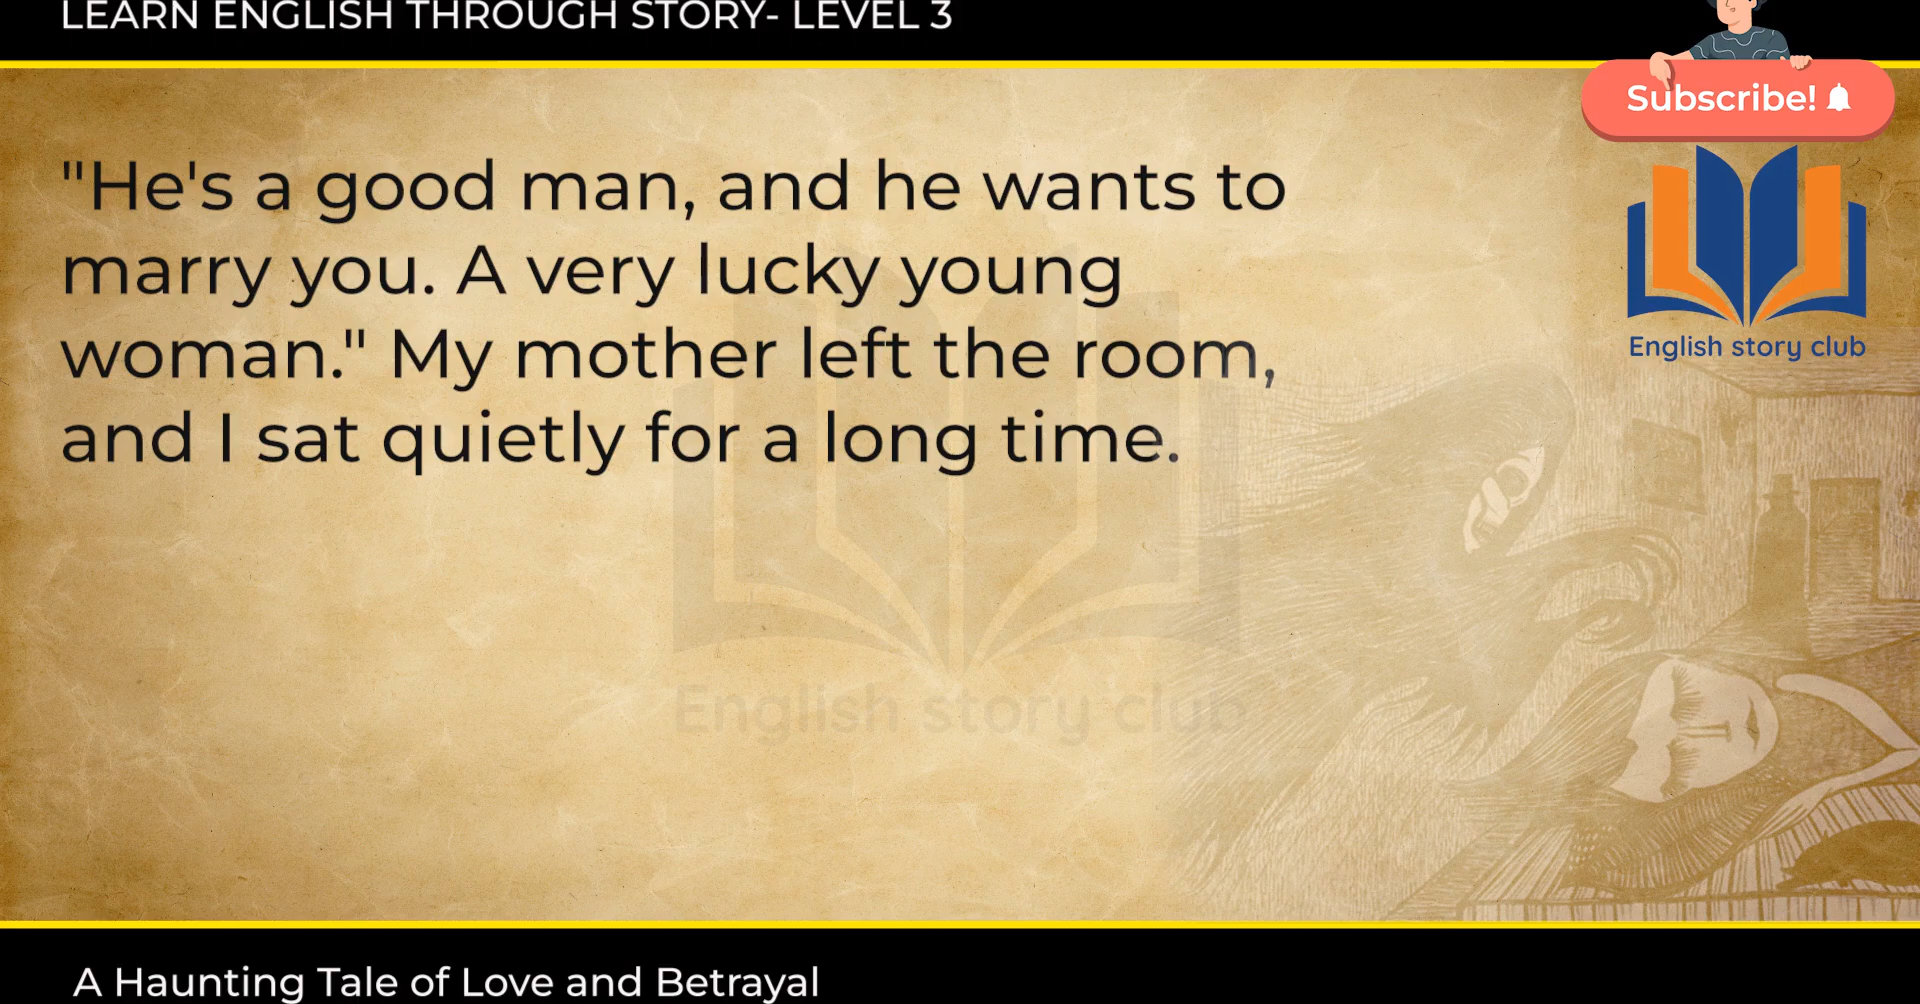 LEARN ENGLISH THROUGH STORY- LEVEL 3
Subscribe!
"He's a good man, and he wants to
marry you. A very lucky young
woman." My mother left the room,
and I sat quietly for a long time.
English story club
English story club
A Haunting Tale of Love and Betrayal